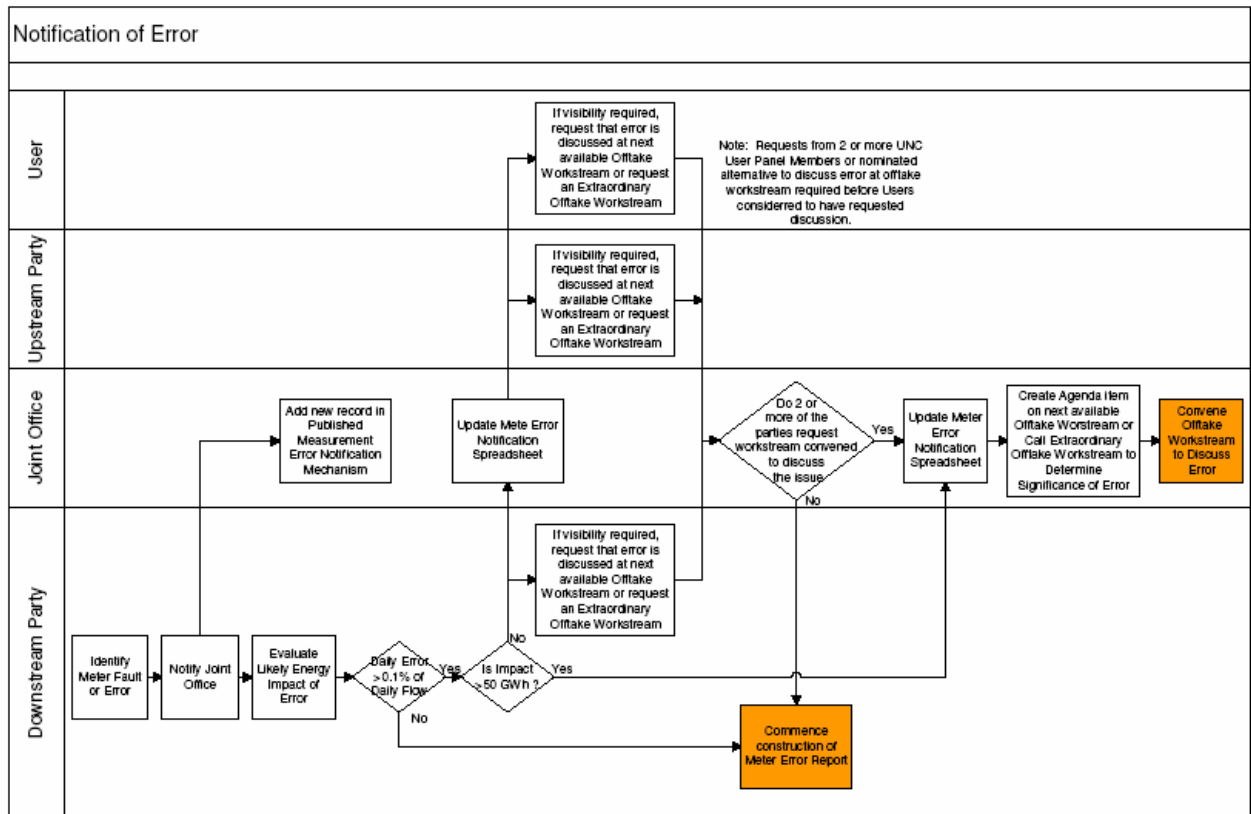 Notification of Error
User
If visibility required,
request that error is
discussed at next
available Offtake
Workstream or request
an Extraordinary
Offtake Workstream
Note: Requests from 2 or more UNC
User Panel Members or nominated
alternative to discuss error at offtake
workstream required before Users
considerred to have requested
discussion.
Upstream Party
If visibility required,
request that error is
discussed at next
available Offtake
Workstream or request
an Extraordinary
Offtake Workstream
Joint Office
Add new record in
Published
Measurement
Error Notification
Mechanism
Update Mete Error
Notification
Spreadsheet
Do 2 or
more of the
parties request
workstream convened
to discuss
the issue
Yes
No
Update Meter
Error
Notification
Spreadsheet
Create Agenda item
on next available
Offtake Worstream or
Call Extraordinary
Offtake Workstream to
Determine
Significance of Error
Convene
Offtake
Workstream
to Discuss
Error
Downstream Party
If visibility required,
request that error is
discussed at next
available Offtake
Workstream or request
an Extraordinary
Offtake Workstream
Identify
Meter Fault
or Error
Notify Joint
Office
Evaluate
Likely Energy
Impact of
Error
Daily Error
>0.1% of
Daily Flow
Yes
No
Is Impact
>50 GWh ?
No
Yes
Commence
construction of
Meter Error Report